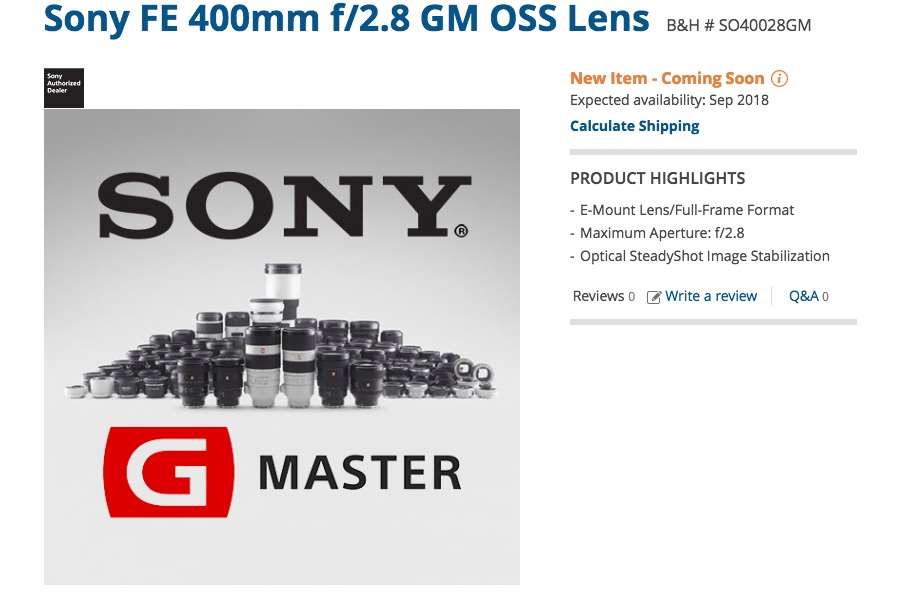 Sony FE 400mm f/2.8 GM OSS Lens B&H # SO40028GM
Sony
Authorized
Dealer
SONY®
G MASTER
New Item - Coming Soon
Expected availability: Sep 2018
Calculate Shipping
PRODUCT HIGHLIGHTS
- E-Mount Lens/Full-Frame Format
- Maximum Aperture: f/2.8
- Optical SteadyShot Image Stabilization
Reviews 0 Write a review Q&A 0